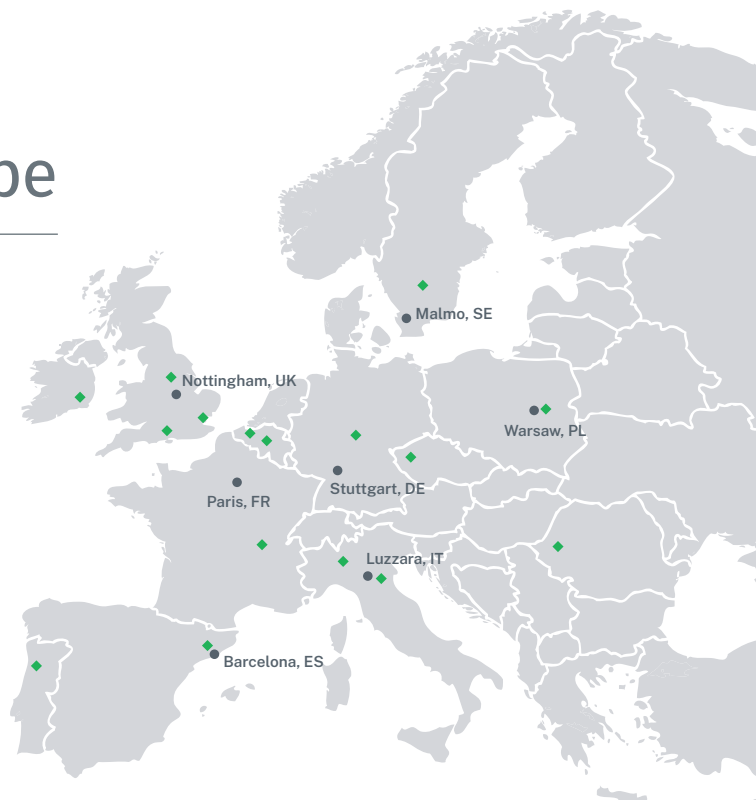 pe
Malmo, SE
Nottingham, UK
Warsaw, PL
Stuttgart, DE
Paris, FR
Luzzara, IT
Barcelona, ES